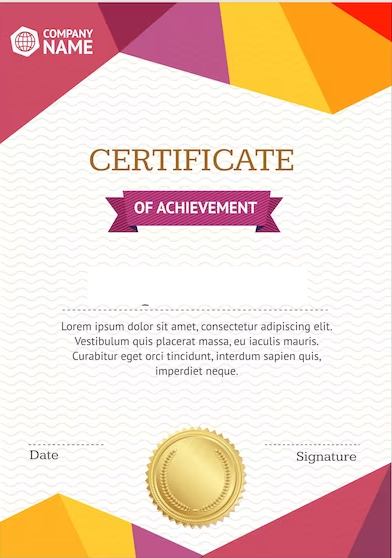 COMPANY
NAME
CERTIFICATE
OF ACHIEVEMENT
Lorem ipsum dolor sit amet, consectetur adipiscing elit.
Vestibulum quis placerat massa, eu iaculis mauris.
Curabitur eget orci tincidunt, interdum sapien quis,
imperdiet neque.
Date
Signature